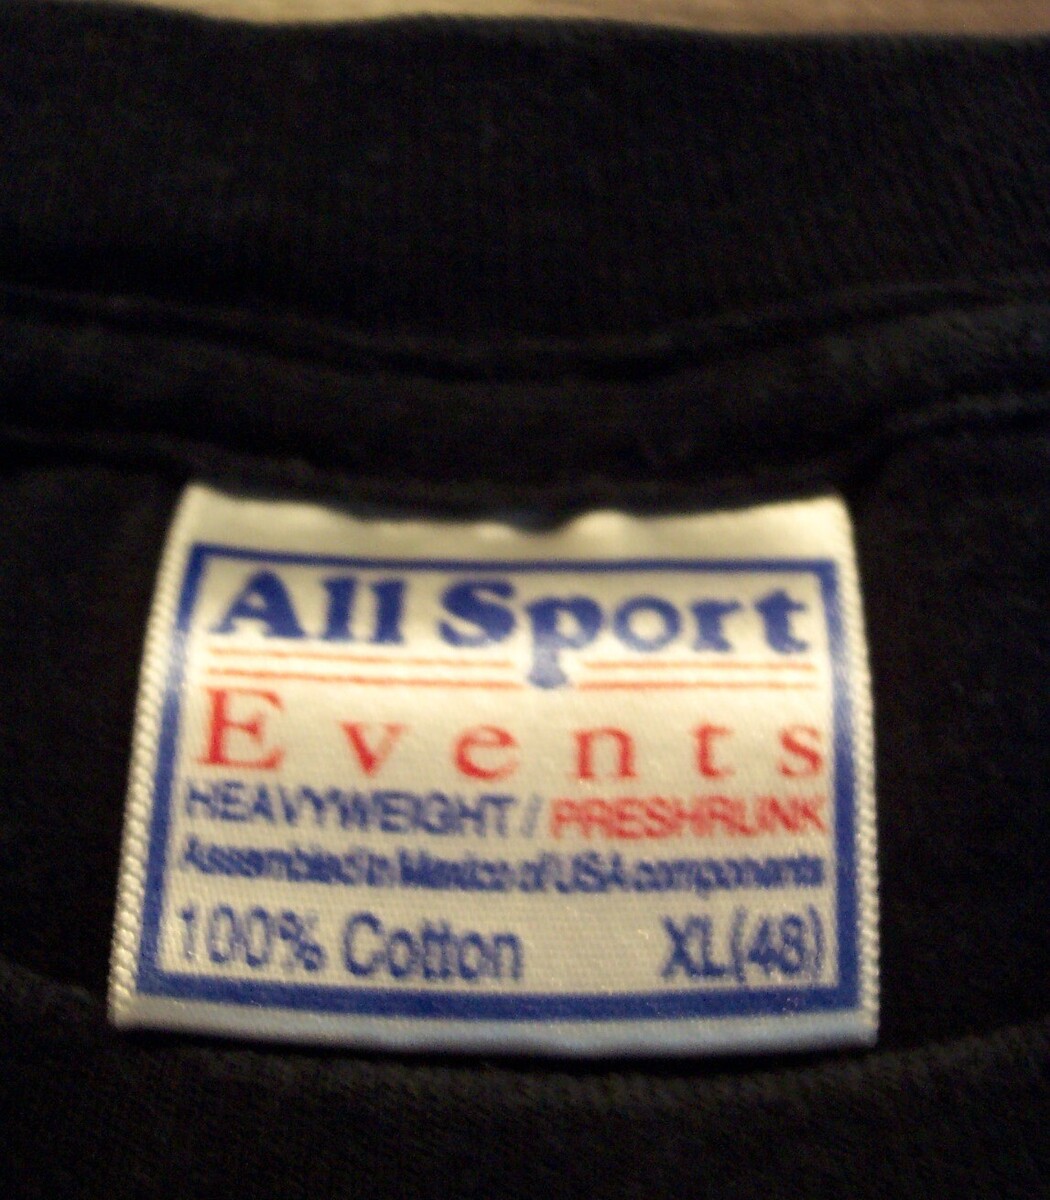 All Sport
Events
HEAVYWEIGHT / PRESHRUNK
Assembled in Mexico of USA components
100% Cotton XL(48)